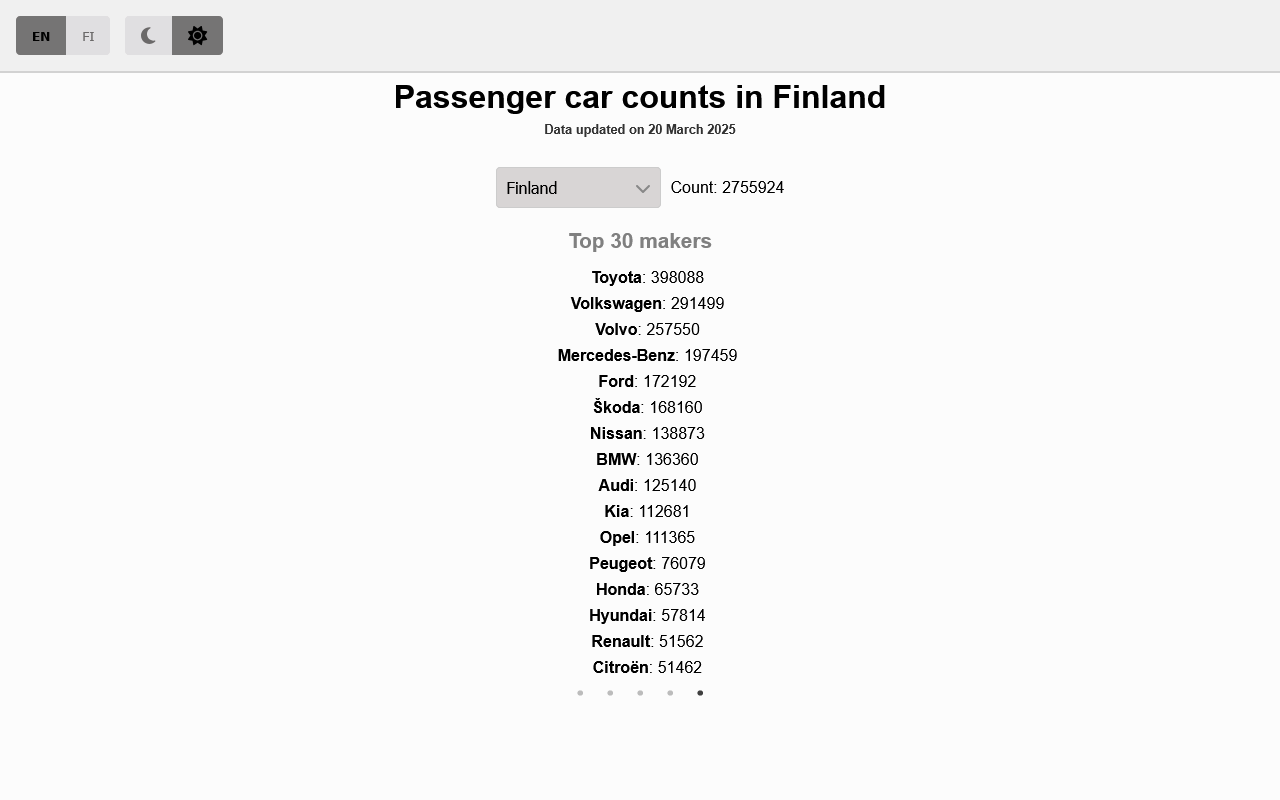 EN FI
Passenger car counts in Finland
Data updated on 20 March 2025
Finland Count: 2755924
Top 30 makers
Toyota: 398088
Volkswagen: 291499
Volvo: 257550
Mercedes-Benz: 197459
Ford: 172192
Škoda: 168160
Nissan: 138873
BMW: 136360
Audi: 125140
Kia: 112681
Opel: 111365
Peugeot: 76079
Honda: 65733
Hyundai: 57814
Renault: 51562
Citroën: 51462